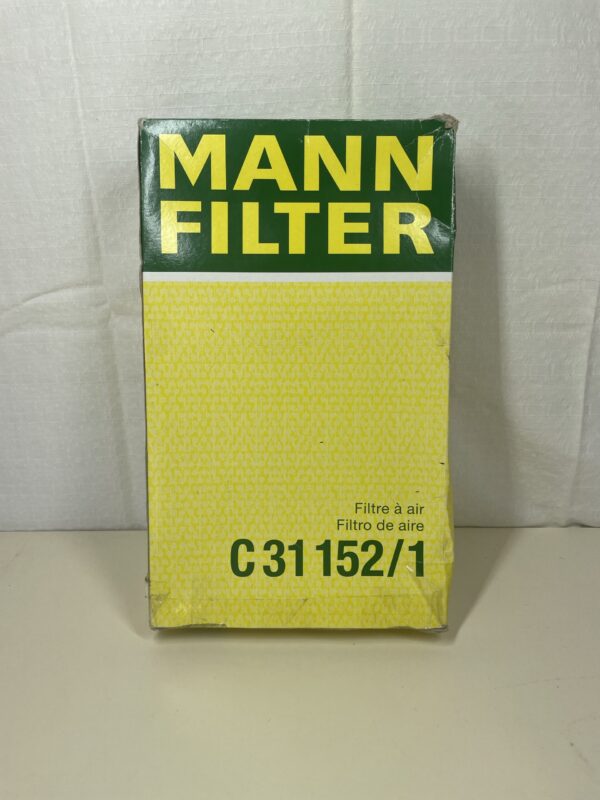 MANN
FILTER
Filtre à air
Filtro de aire
C 31 152/1